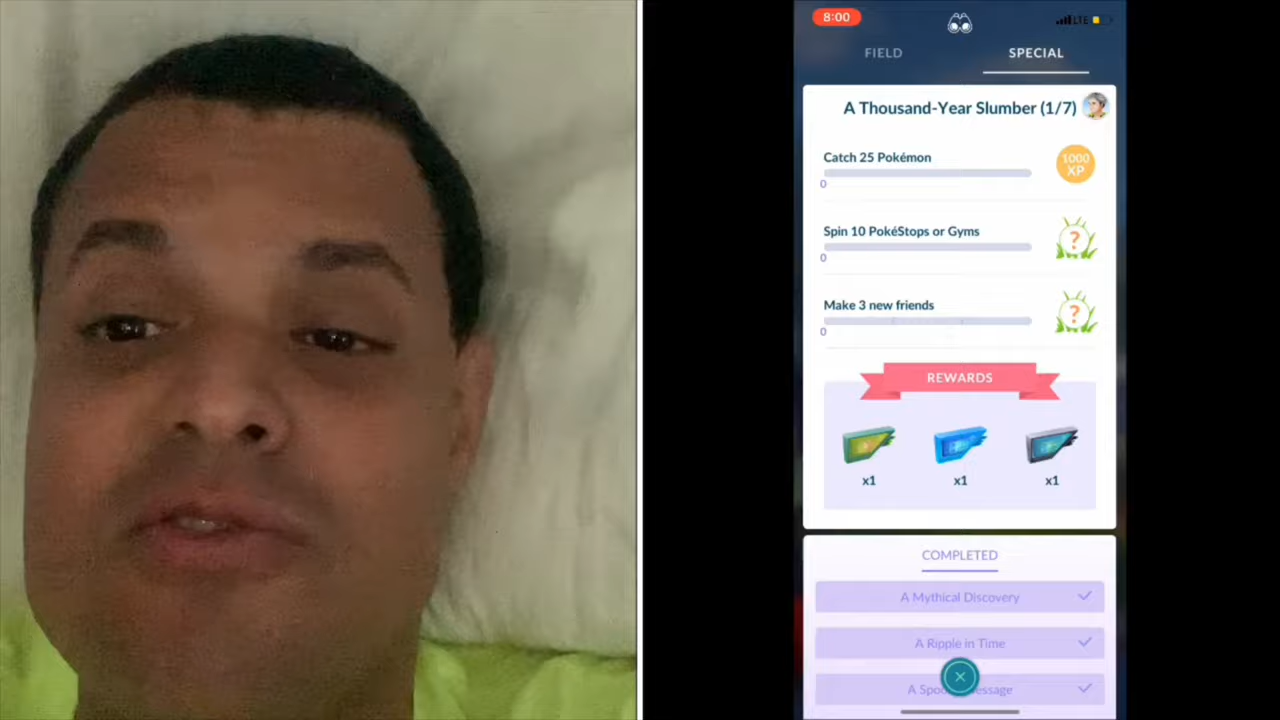 8:00
LTE
FIELD
SPECIAL
A Thousand-Year Slumber (1/7)
Catch 25 Pokémon
1000
XP
0
Spin 10 PokéStops or Gyms
?
0
Make 3 new friends
?
0
REWARDS
x1
x1
x1
COMPLETED
A Mythical Discovery
A Ripple in Time
A